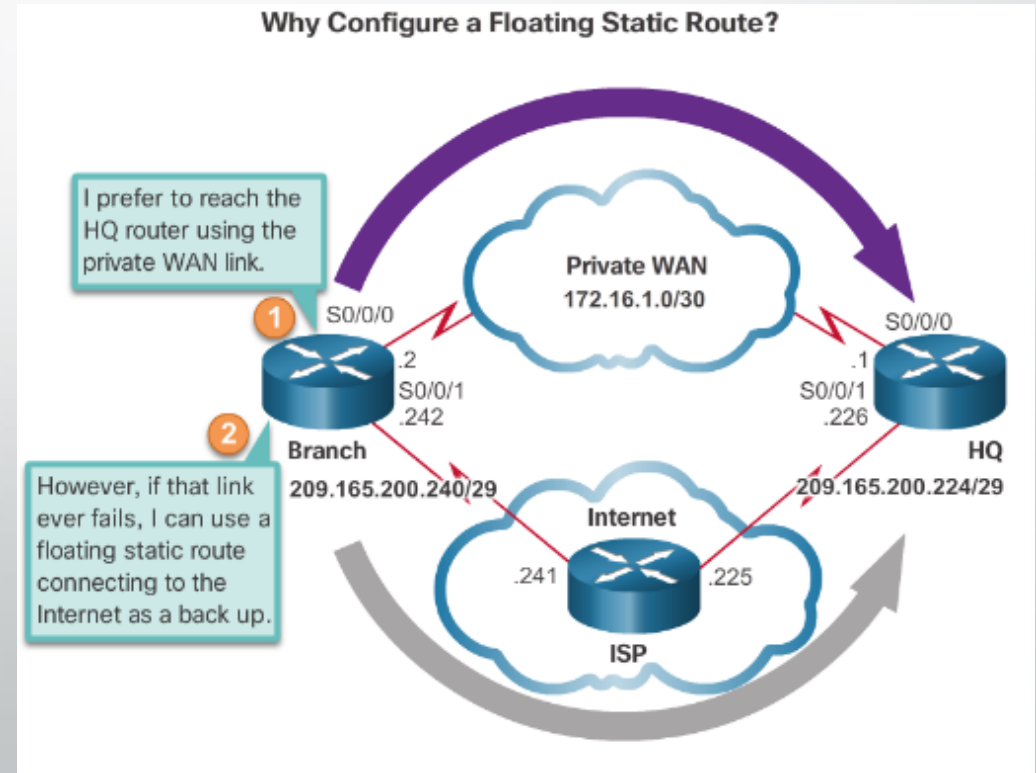 Why Configure a Floating Static Route?
I prefer to reach the
HQ router using the
private WAN link.
1
S0/0/0
Private WAN
172.16.1.0/30
S0/0/0
.2
.1
S0/0/1
.242
S0/0/1
.226
2
Branch
HQ
However, if that link
ever fails, I can use a
floating static route
connecting to the
Internet as a back up.
209.165.200.240/29
209.165.200.224/29
Internet
.241
.225
ISP